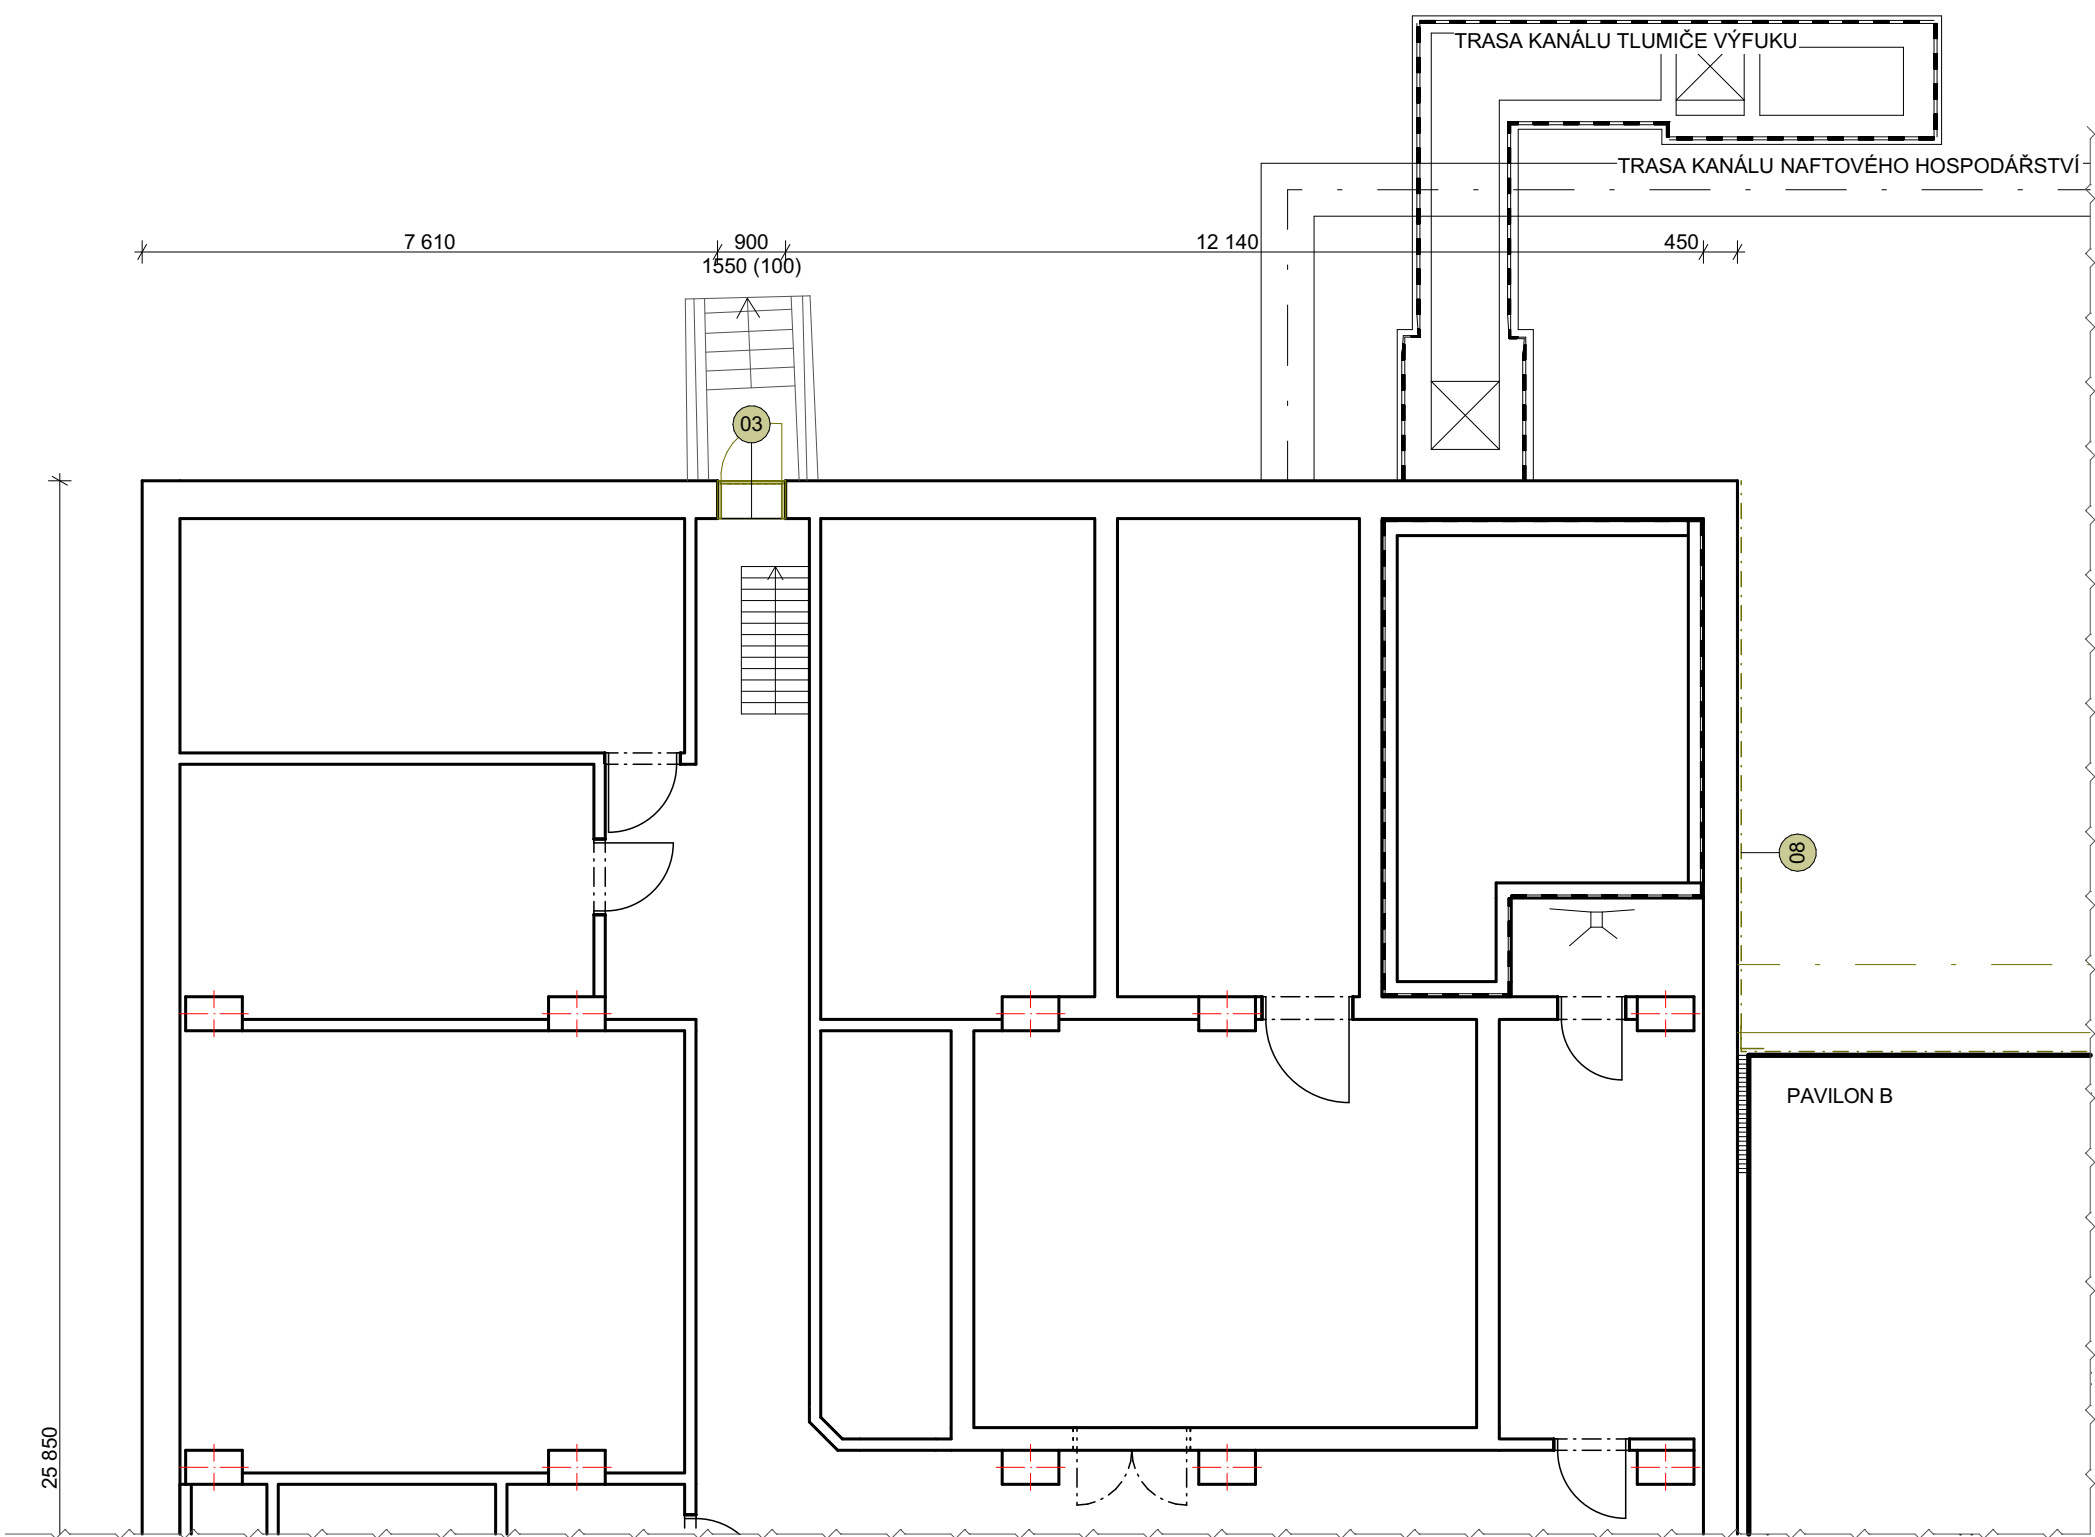 TRASA KANÁLU TLUMIČE VÝFUKU
TRASA KANÁLU NAFTOVÉHO HOSPODÁŘSTVÍ
7 610
900
12 140
450
1550 (100)
03
08
PAVILON B
25 850